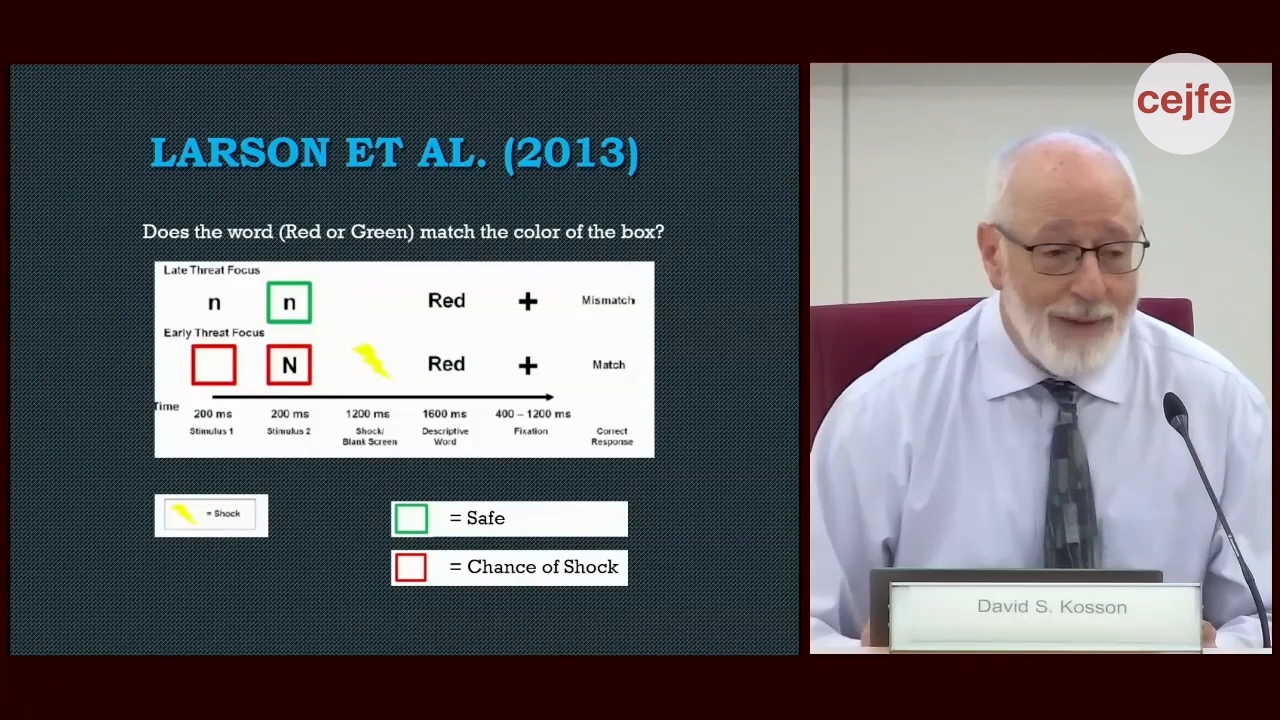 LARSON ET AL. (2013)
Does the word (Red or Green) match the color of the box?
Late Threat Focus
n n Red + Mismatch
Early Threat Focus
N Red + Match
Time
200 ms 200 ms 1200 ms 1600 ms 400 – 1200 ms
Stimulus 1 Stimulus 2 Shock/ Descriptive Fixation Correct
Blank Screen Word Response
= Shock
= Safe
= Chance of Shock
cejfe
David S. Kosson